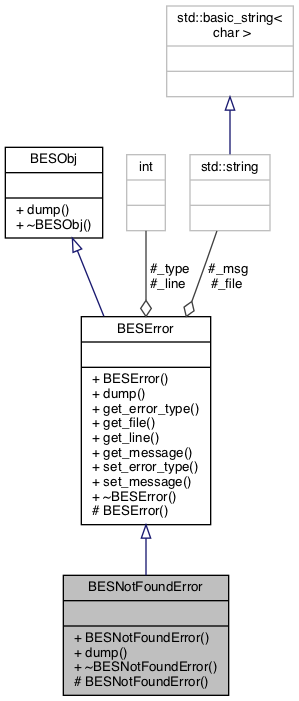 std::basic_string<
char >
BESObj
+ dump()
+ ~BESObj()
int
std::string
#_type
#_line
#_msg
#_file
BESError
+ BESError()
+ dump()
+ get_error_type()
+ get_file()
+ get_line()
+ get_message()
+ set_error_type()
+ set_message()
+ ~BESError()
# BESError()
BESNotFoundError
+ BESNotFoundError()
+ dump()
+ ~BESNotFoundError()
# BESNotFoundError()